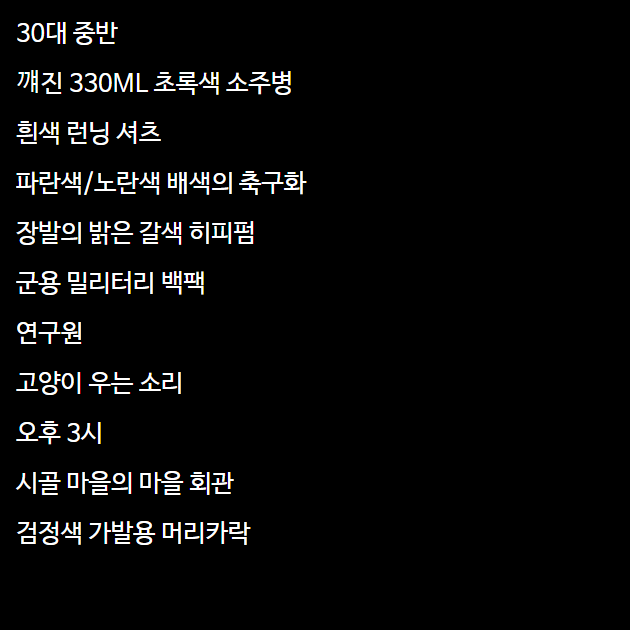 30대 중반
꺠진 330ML 초록색 소주병
흰색 런닝 셔츠
파란색/노란색 배색의 축구화
장발의 밝은 갈색 히피펌
군용 밀리터리 백팩
연구원
고양이 우는 소리
오후 3시
시골 마을의 마을 회관
검정색 가발용 머리카락